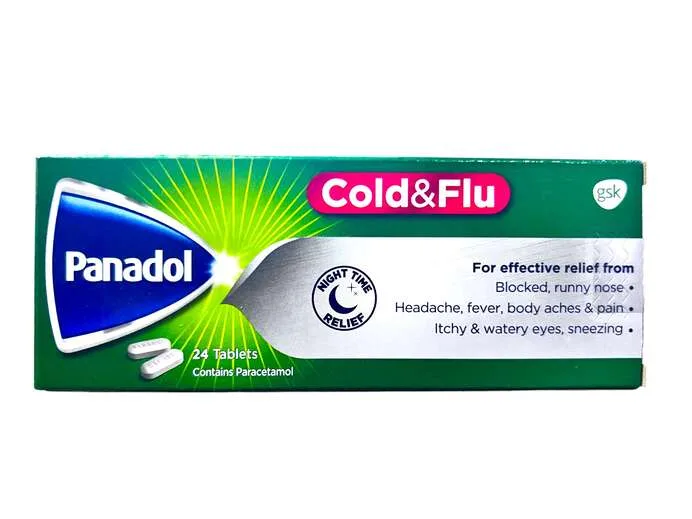 Cold&Flu
gsk
Panadol
NIGHT TIME
RELIEF
For effective relief from
Blocked, runny nose •
Headache, fever, body aches & pain •
Itchy & watery eyes, sneezing •
24 Tablets
Contains Paracetamol